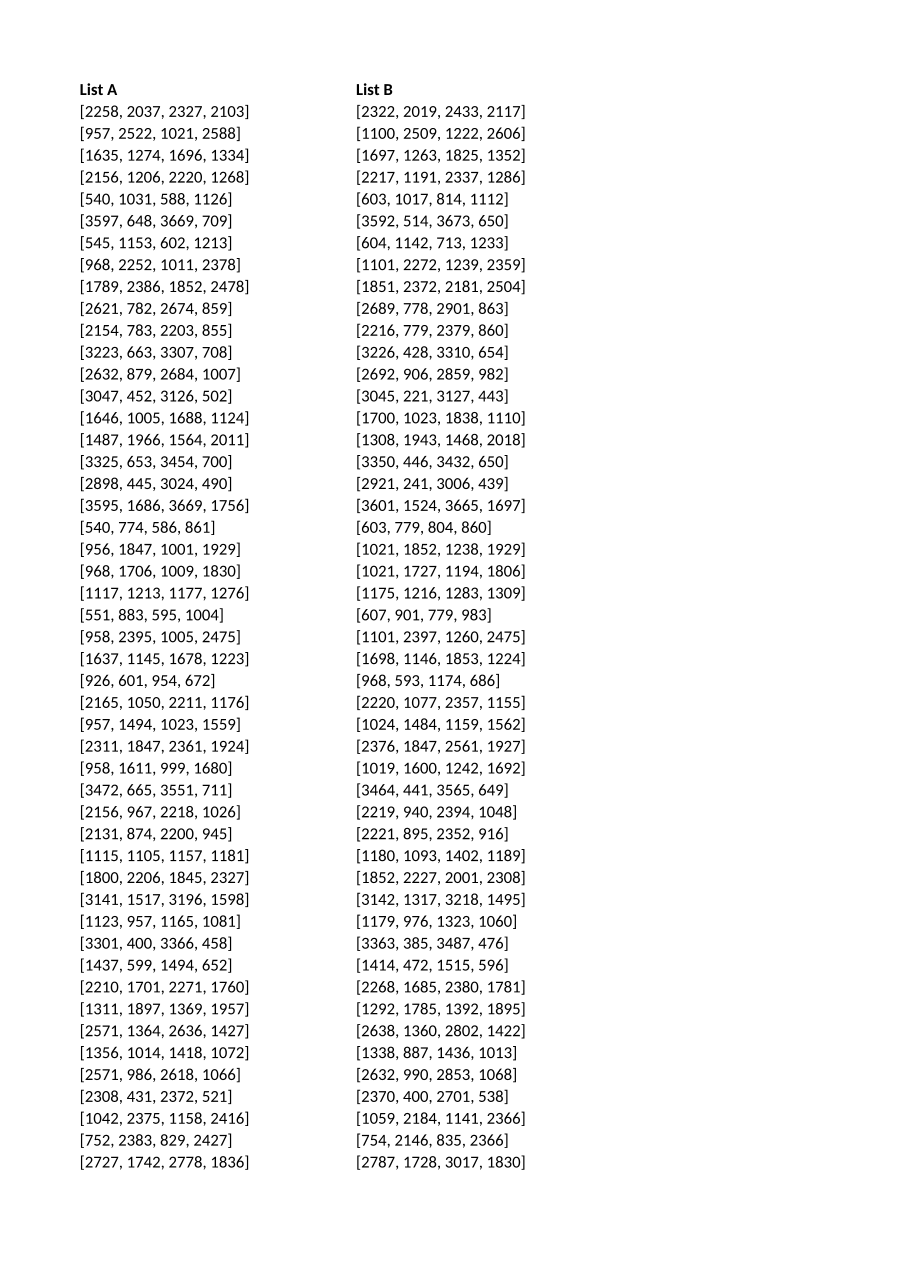 List A List B
[2258, 2037, 2327, 2103] [2322, 2019, 2433, 2117]
[957, 2522, 1021, 2588] [1100, 2509, 1222, 2606]
[1635, 1274, 1696, 1334] [1697, 1263, 1825, 1352]
[2156, 1206, 2220, 1268] [2217, 1191, 2337, 1286]
[540, 1031, 588, 1126] [603, 1017, 814, 1112]
[3597, 648, 3669, 709] [3592, 514, 3673, 650]
[545, 1153, 602, 1213] [604, 1142, 713, 1233]
[968, 2252, 1011, 2378] [1101, 2272, 1239, 2359]
[1789, 2386, 1852, 2478] [1851, 2372, 2181, 2504]
[2621, 782, 2674, 859] [2689, 778, 2901, 863]
[2154, 783, 2203, 855] [2216, 779, 2379, 860]
[3223, 663, 3307, 708] [3226, 428, 3310, 654]
[2632, 879, 2684, 1007] [2692, 906, 2859, 982]
[3047, 452, 3126, 502] [3045, 221, 3127, 443]
[1646, 1005, 1688, 1124] [1700, 1023, 1838, 1110]
[1487, 1966, 1564, 2011] [1308, 1943, 1468, 2018]
[3325, 653, 3454, 700] [3350, 446, 3432, 650]
[2898, 445, 3024, 490] [2921, 241, 3006, 439]
[3595, 1686, 3669, 1756] [3601, 1524, 3665, 1697]
[540, 774, 586, 861] [603, 779, 804, 860]
[956, 1847, 1001, 1929] [1021, 1852, 1238, 1929]
[968, 1706, 1009, 1830] [1021, 1727, 1194, 1806]
[1117, 1213, 1177, 1276] [1175, 1216, 1283, 1309]
[551, 883, 595, 1004] [607, 901, 779, 983]
[958, 2395, 1005, 2475] [1101, 2397, 1260, 2475]
[1637, 1145, 1678, 1223] [1698, 1146, 1853, 1224]
[926, 601, 954, 672] [968, 593, 1174, 686]
[2165, 1050, 2211, 1176] [2220, 1077, 2357, 1155]
[957, 1494, 1023, 1559] [1024, 1484, 1159, 1562]
[2311, 1847, 2361, 1924] [2376, 1847, 2561, 1927]
[958, 1611, 999, 1680] [1019, 1600, 1242, 1692]
[3472, 665, 3551, 711] [3464, 441, 3565, 649]
[2156, 967, 2218, 1026] [2219, 940, 2394, 1048]
[2131, 874, 2200, 945] [2221, 895, 2352, 916]
[1115, 1105, 1157, 1181] [1180, 1093, 1402, 1189]
[1800, 2206, 1845, 2327] [1852, 2227, 2001, 2308]
[3141, 1517, 3196, 1598] [3142, 1317, 3218, 1495]
[1123, 957, 1165, 1081] [1179, 976, 1323, 1060]
[3301, 400, 3366, 458] [3363, 385, 3487, 476]
[1437, 599, 1494, 652] [1414, 472, 1515, 596]
[2210, 1701, 2271, 1760] [2268, 1685, 2380, 1781]
[1311, 1897, 1369, 1957] [1292, 1785, 1392, 1895]
[2571, 1364, 2636, 1427] [2638, 1360, 2802, 1422]
[1356, 1014, 1418, 1072] [1338, 887, 1436, 1013]
[2571, 986, 2618, 1066] [2632, 990, 2853, 1068]
[2308, 431, 2372, 521] [2370, 400, 2701, 538]
[1042, 2375, 1158, 2416] [1059, 2184, 1141, 2366]
[752, 2383, 829, 2427] [754, 2146, 835, 2366]
[2727, 1742, 2778, 1836] [2787, 1728, 3017, 1830]